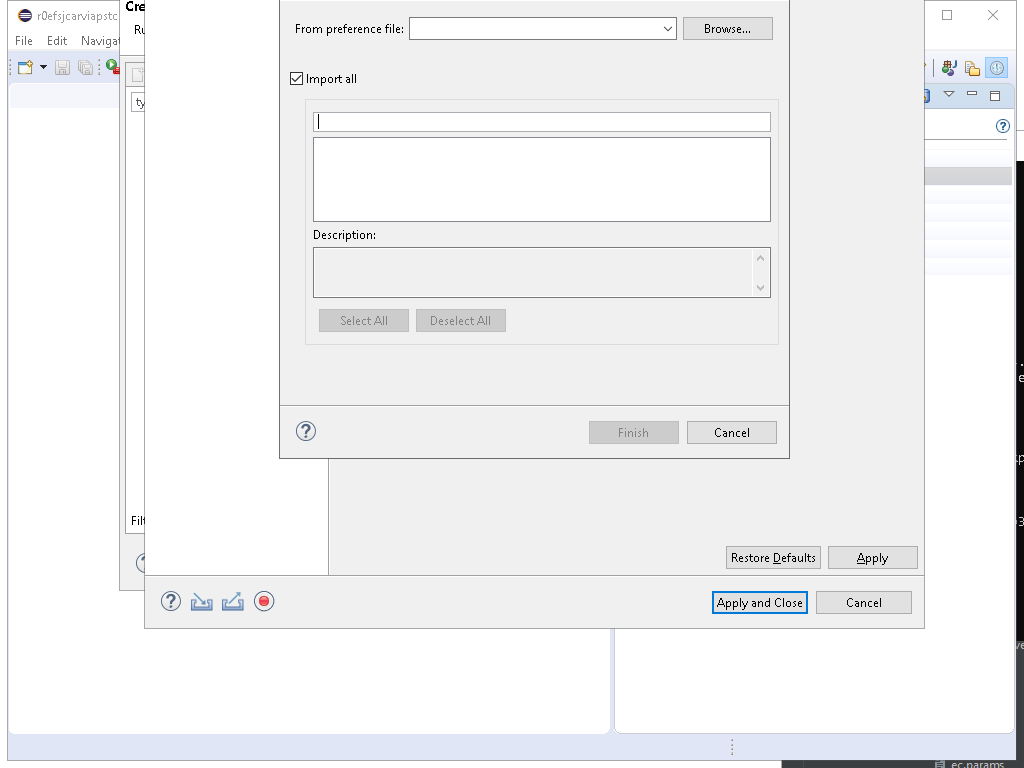 r0efsjcarviapstc
Cre
File Edit Navigat
Ru
From preference file:
Browse...
Import all
ty
Description:
Select All
Deselect All
Finish
Cancel
Filt
Restore Defaults
Apply
Apply and Close
Cancel
ec.params